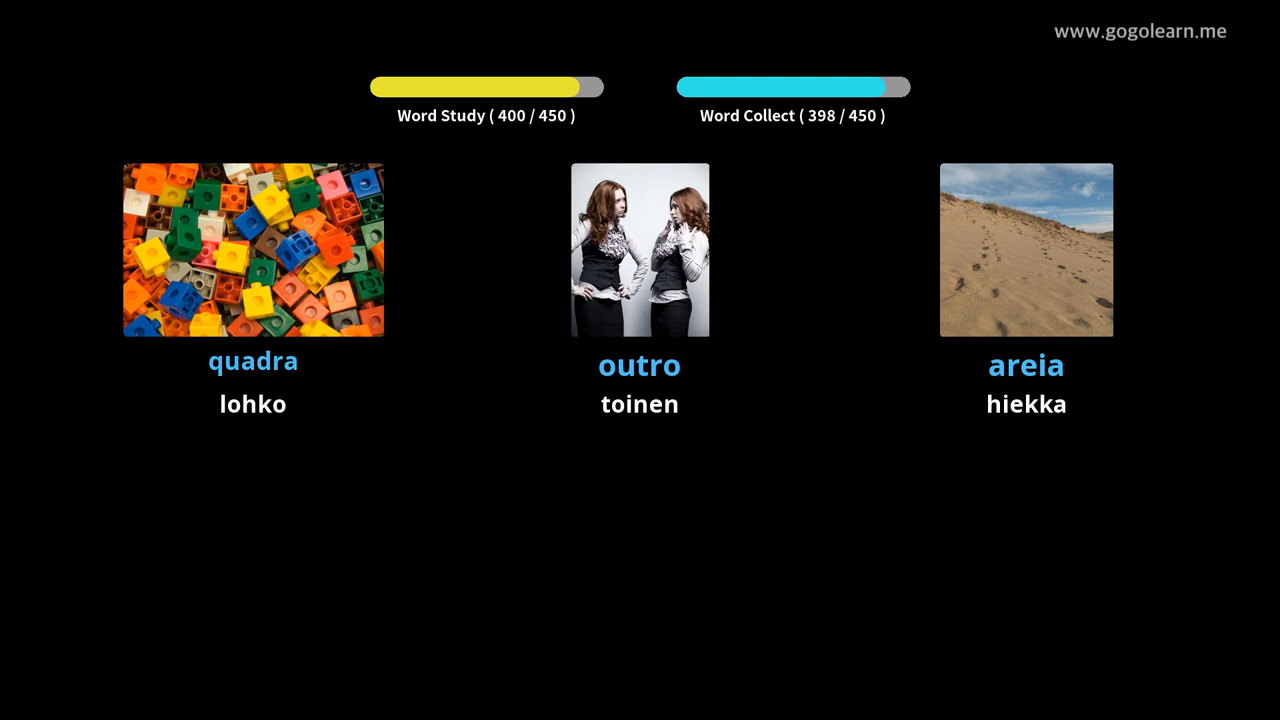 www.gogolearn.me
Word Study ( 400 / 450 )
Word Collect ( 398 / 450 )
quadra
outro
areia
lohko
toinen
hiekka